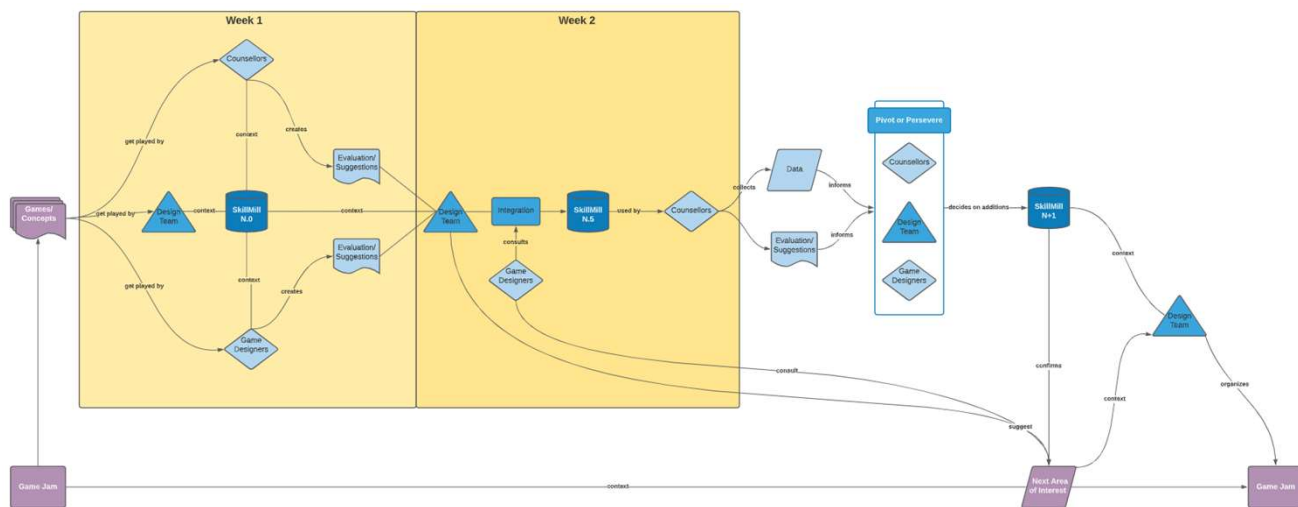 Week 1
Week 2
Counsellors
context
creates
get played by
Evaluation/
Suggestions
Games/
Concepts
get played by
Design
Team
context
SkillMill
N.0
context
Design
Team
Integration
SkillMill
N.5
used by
Counsellors
consults
Game
Designers
Evaluation/
Suggestions
get played by
context
creates
Game
Designers
collects
Data
informs
Evaluation/
Suggestions
informs
Pivot or Persevere
Counsellors
Design
Team
Game
Designers
decides on additions
SkillMill
N+1
context
Design
Team
confirms
context
organizes
consult
suggest
Game Jam
context
Next Area
of Interest
Game Jam